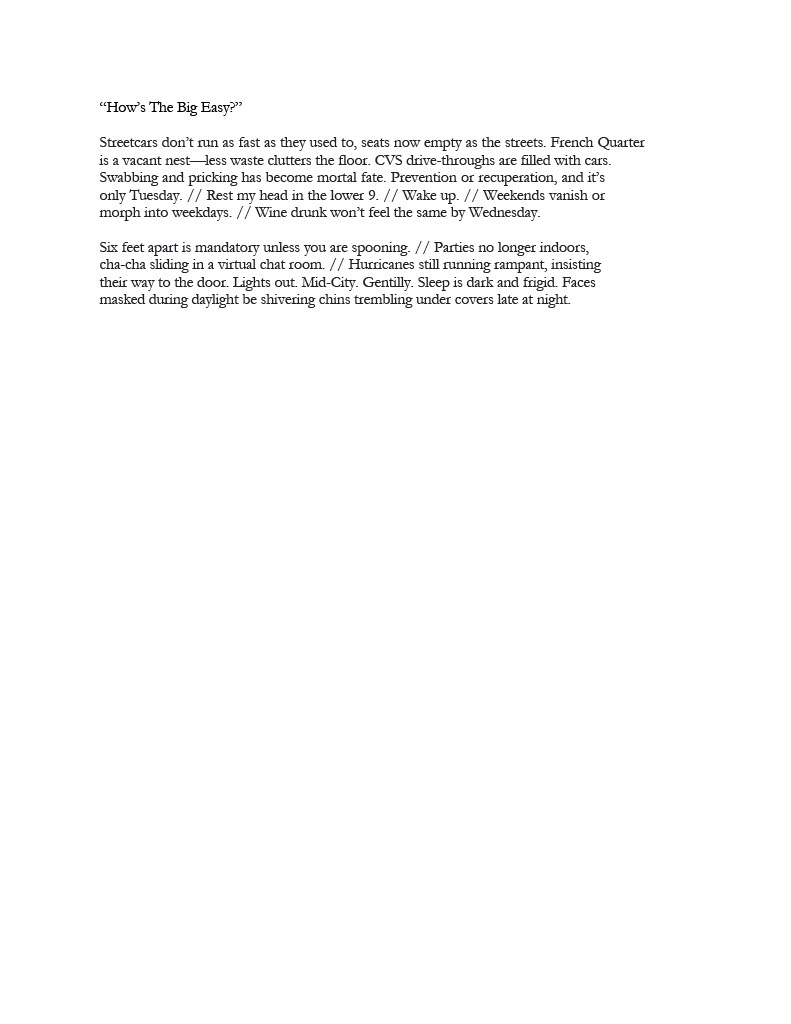 “How’s The Big Easy?”
Streetcars don’t run as fast as they used to, seats now empty as the streets. French Quarter
is a vacant nest—less waste clutters the floor. CVS drive-throughs are filled with cars.
Swabbing and pricking has become mortal fate. Prevention or recuperation, and it’s
only Tuesday. // Rest my head in the lower 9. // Wake up. // Weekends vanish or
morph into weekdays. // Wine drunk won’t feel the same by Wednesday.
Six feet apart is mandatory unless you are spooning. // Parties no longer indoors,
cha-cha sliding in a virtual chat room. // Hurricanes still running rampant, insisting
their way to the door. Lights out. Mid-City. Gentilly. Sleep is dark and frigid. Faces
masked during daylight be shivering chins trembling under covers late at night.